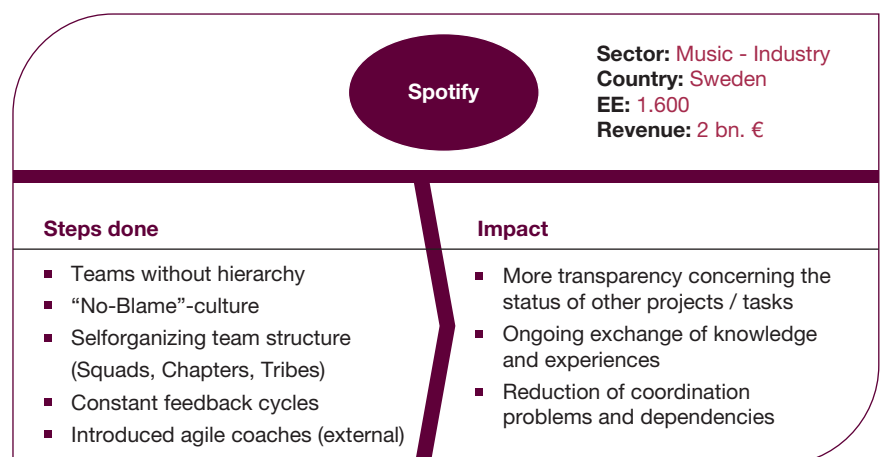 Spotify
Sector: Music - Industry
Country: Sweden
EE: 1.600
Revenue: 2 bn. €
Steps done
■ Teams without hierarchy
■ “No-Blame”-culture
■ Selforganizing team structure
(Squads, Chapters, Tribes)
■ Constant feedback cycles
■ Introduced agile coaches (external)
Impact
■ More transparency concerning the
status of other projects / tasks
■ Ongoing exchange of knowledge
and experiences
■ Reduction of coordination
problems and dependencies